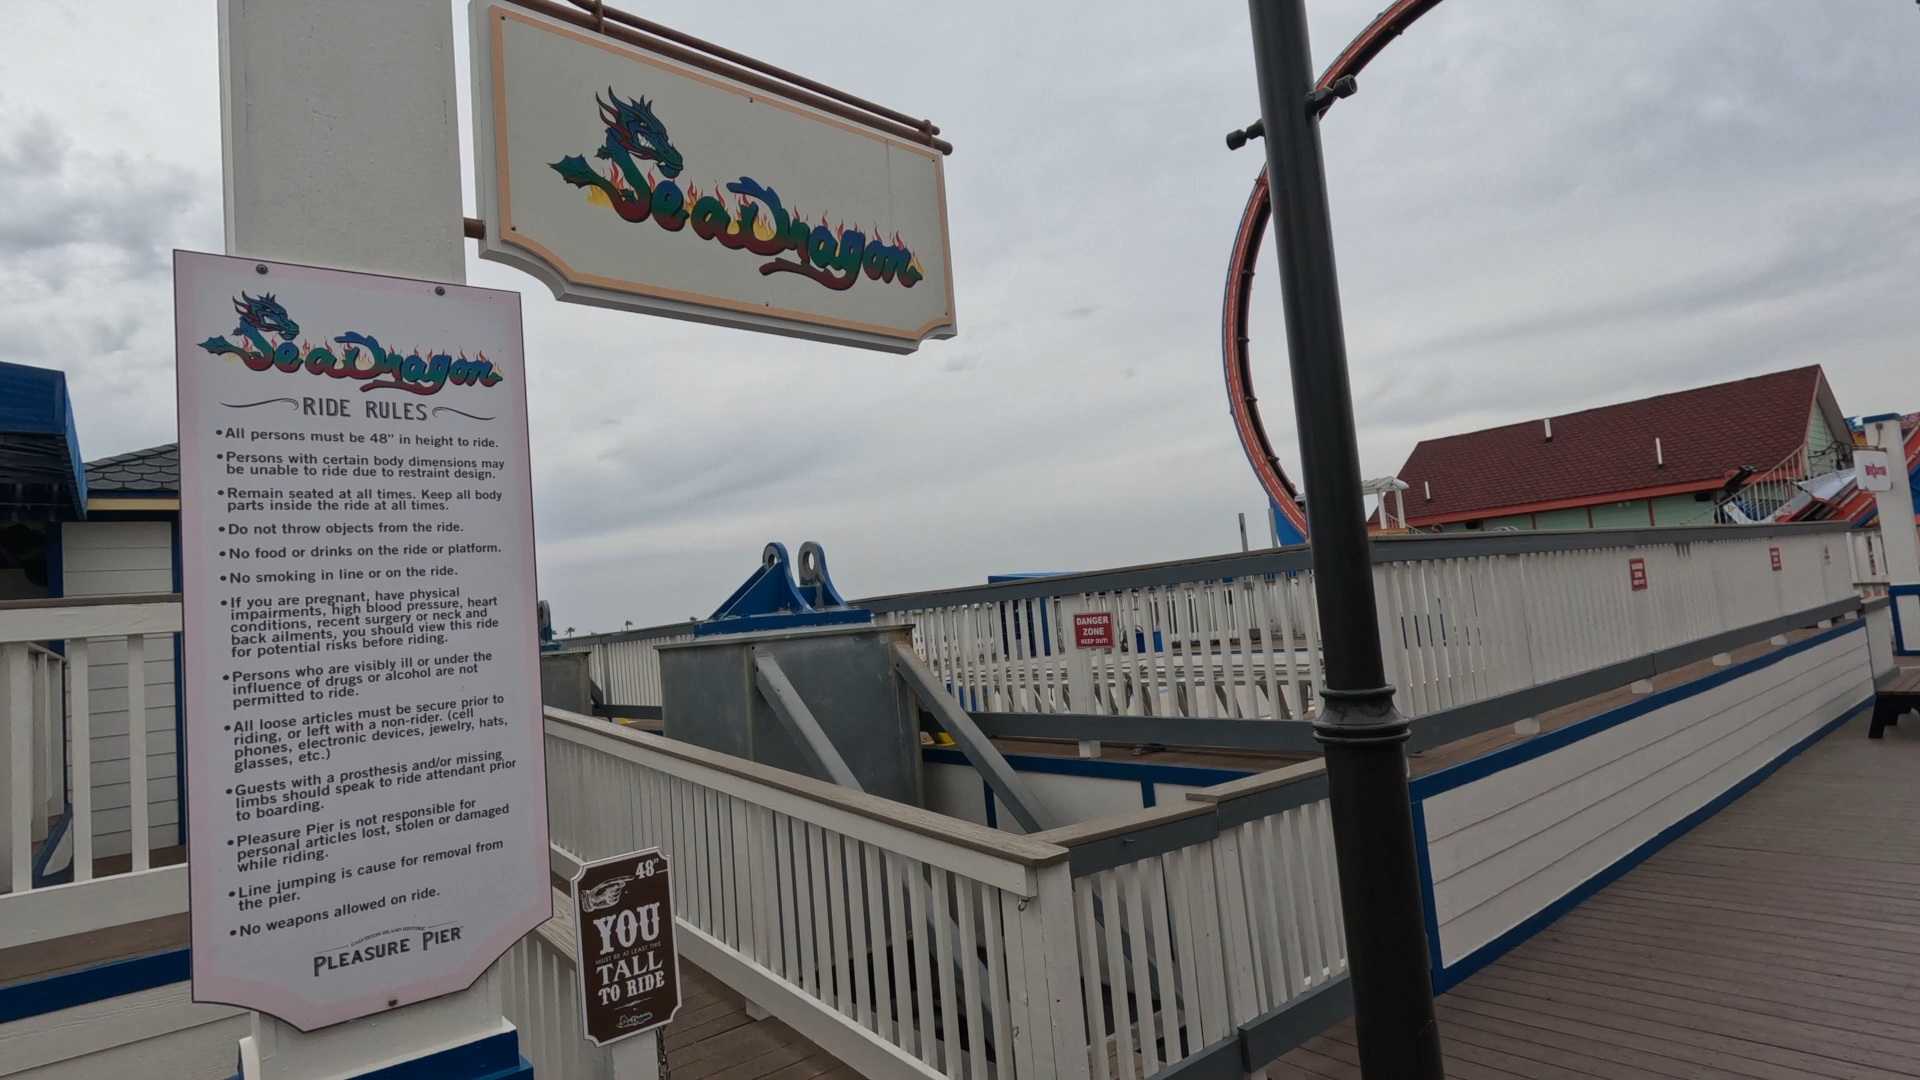 SeaDragon
SeaDragon
RIDE RULES
•All persons must be 48" in height to ride.
•Persons with certain body dimensions may
be unable to ride due to restraint design.
•Remain seated at all times. Keep all body
parts inside the ride at all times.
•Do not throw objects from the ride.
•No food or drinks on the ride or platform.
•No smoking in line or on the ride.
•If you are pregnant, have physical
impairments, high blood pressure, heart
conditions, recent surgery or neck and
back ailments, you should view this ride
for potential risks before riding.
•Persons who are visibly ill or under the
influence of drugs or alcohol are not
permitted to ride.
•All loose articles must be secure prior to
riding, or left with a non-rider. (cell
phones, electronic devices, jewelry, hats,
glasses, etc.)
•Guests with a prosthesis and/or missing
limbs should speak to ride attendant prior
to boarding.
•Pleasure Pier is not responsible for
personal articles lost, stolen or damaged
while riding.
•Line jumping is cause for removal from
the pier.
•No weapons allowed on ride.
GALVESTON ISLAND HISTORIC
PLEASURE PIER
48"
YOU
MUST BE AT LEAST THIS
TALL
TO RIDE
SeaDragon
DANGER
ZONE
KEEP OUT!
DANGER
ZONE
KEEP OUT!